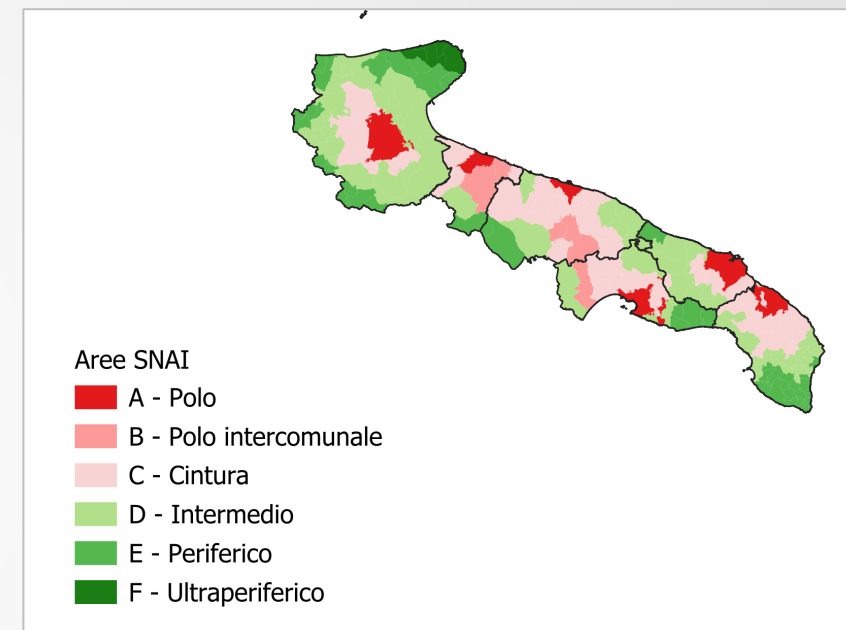 Aree SNAI
A - Polo
B - Polo intercomunale
C - Cintura
D - Intermedio
E - Periferico
F - Ultraperiferico